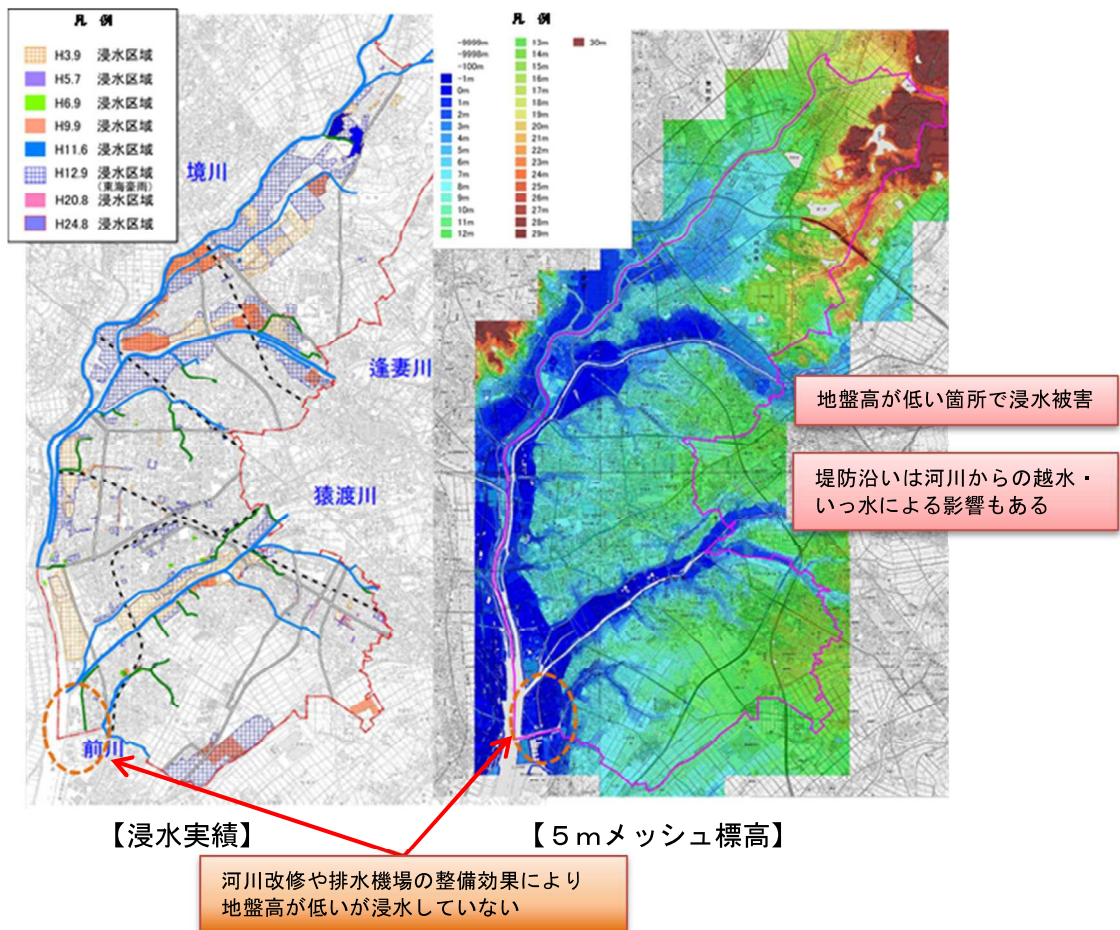 凡 例
H3.9 浸水区域
H5.7 浸水区域
H6.9 浸水区域
H9.9 浸水区域
H11.6 浸水区域
H12.9 浸水区域
(東海豪雨)
H20.8 浸水区域
H24.8 浸水区域
境川
逢妻川
猿渡川
前川
【浸水実績】
凡 例
-9999m
-9998m
-100m
-1m
0m
1m
2m
3m
4m
5m
6m
7m
8m
9m
10m
11m
12m
13m
14m
15m
16m
17m
18m
19m
20m
21m
22m
23m
24m
25m
26m
27m
28m
29m
30m
地盤高が低い箇所で浸水被害
堤防沿いは河川からの越水・
いっ水による影響もある
【５ｍメッシュ標高】
河川改修や排水機場の整備効果により
地盤高が低いが浸水していない